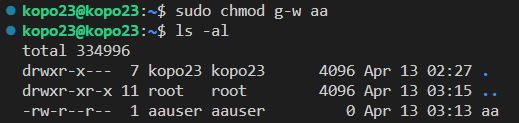 kopo23@kopo23:~$ sudo chmod g-w aa
kopo23@kopo23:~$ ls -al
total 334996
drwxr-x---  7 kopo23 kopo23      4096 Apr 13 02:27 .
drwxr-xr-x 11 root   root        4096 Apr 13 03:15 ..
-rw-r--r--  1 aauser aauser         0 Apr 13 03:13 aa